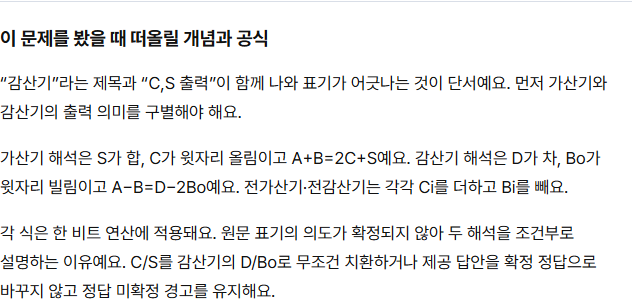 이 문제를 봤을 때 떠올릴 개념과 공식
“감산기”라는 제목과 “C,S 출력”이 함께 나와 표기가 어긋나는 것이 단서예요. 먼저 가산기와
감산기의 출력 의미를 구별해야 해요.
가산기 해석은 S가 합, C가 윗자리 올림이고 A+B=2C+S예요. 감산기 해석은 D가 차, Bo가
윗자리 빌림이고 A−B=D−2Bo예요. 전가산기·전감산기는 각각 Ci를 더하고 Bi를 빼요.
각 식은 한 비트 연산에 적용돼요. 원문 표기의 의도가 확정되지 않아 두 해석을 조건부로
설명하는 이유예요. C/S를 감산기의 D/Bo로 무조건 치환하거나 제공 답안을 확정 정답으로
바꾸지 않고 정답 미확정 경고를 유지해요.